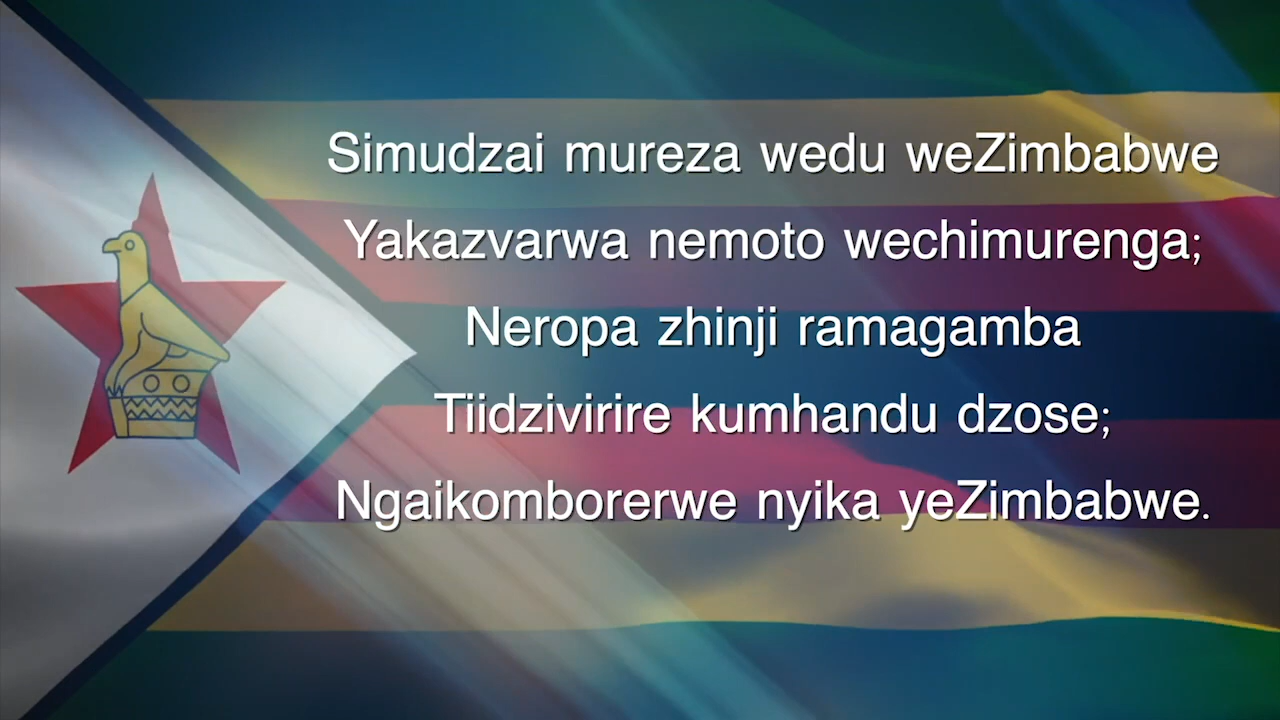 Simudzai mureza wedu weZimbabwe
Yakazvarwa nemoto wechimurenga;
Neropa zhinji ramagamba
Tiidzivirire kumhandu dzose;
Ngaikomborerwe nyika yeZimbabwe.